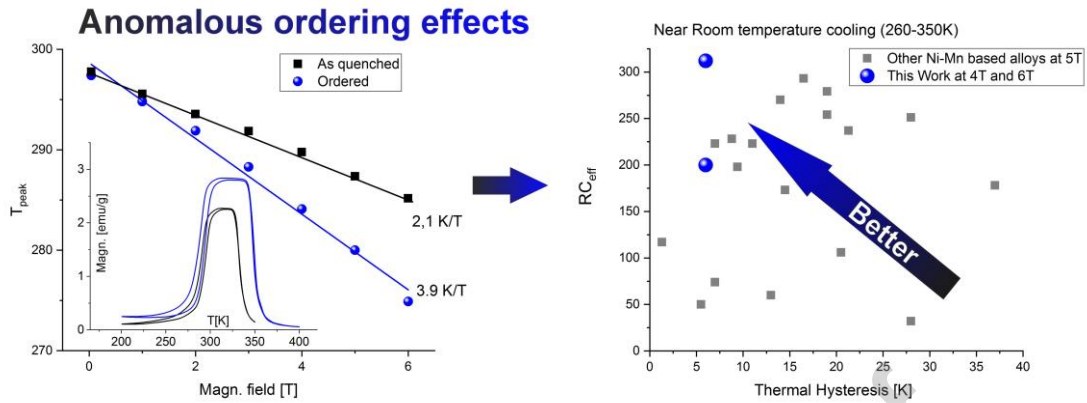 Anomalous ordering effects
300
290
280
270
0
2
4
6
T_peak
Magn. field [T]
As quenched
Ordered
2,1 K/T
3.9 K/T
3
2
1
0
Magn. [emu/g]
T[K]
200
250
300
350
400
Near Room temperature cooling (260-350K)
Other Ni-Mn based alloys at 5T
This Work at 4T and 6T
300
250
200
150
100
50
0
RC_eff
Better
0
5
10
15
20
25
30
35
40
Thermal Hysteresis [K]